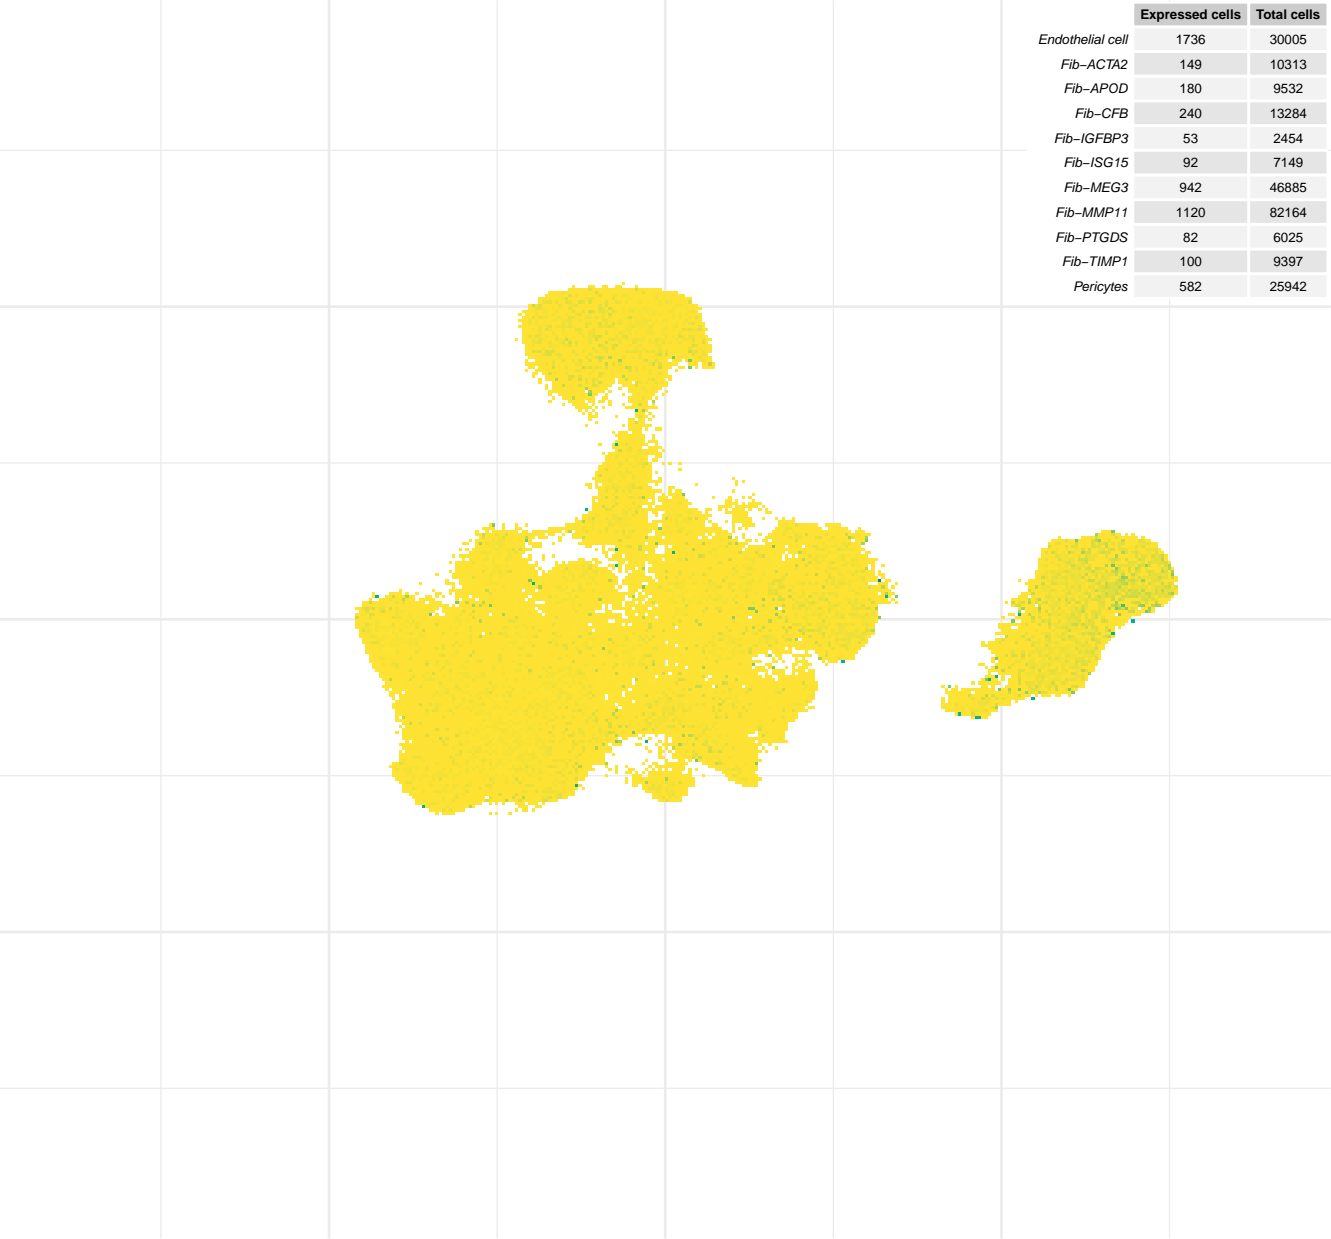 Expressed cells Total cells
Endothelial cell 1736 30005
Fib−ACTA2 149 10313
Fib−APOD 180 9532
Fib−CFB 240 13284
Fib−IGFBP3 53 2454
Fib−ISG15 92 7149
Fib−MEG3 942 46885
Fib−MMP11 1120 82164
Fib−PTGDS 82 6025
Fib−TIMP1 100 9397
Pericytes 582 25942